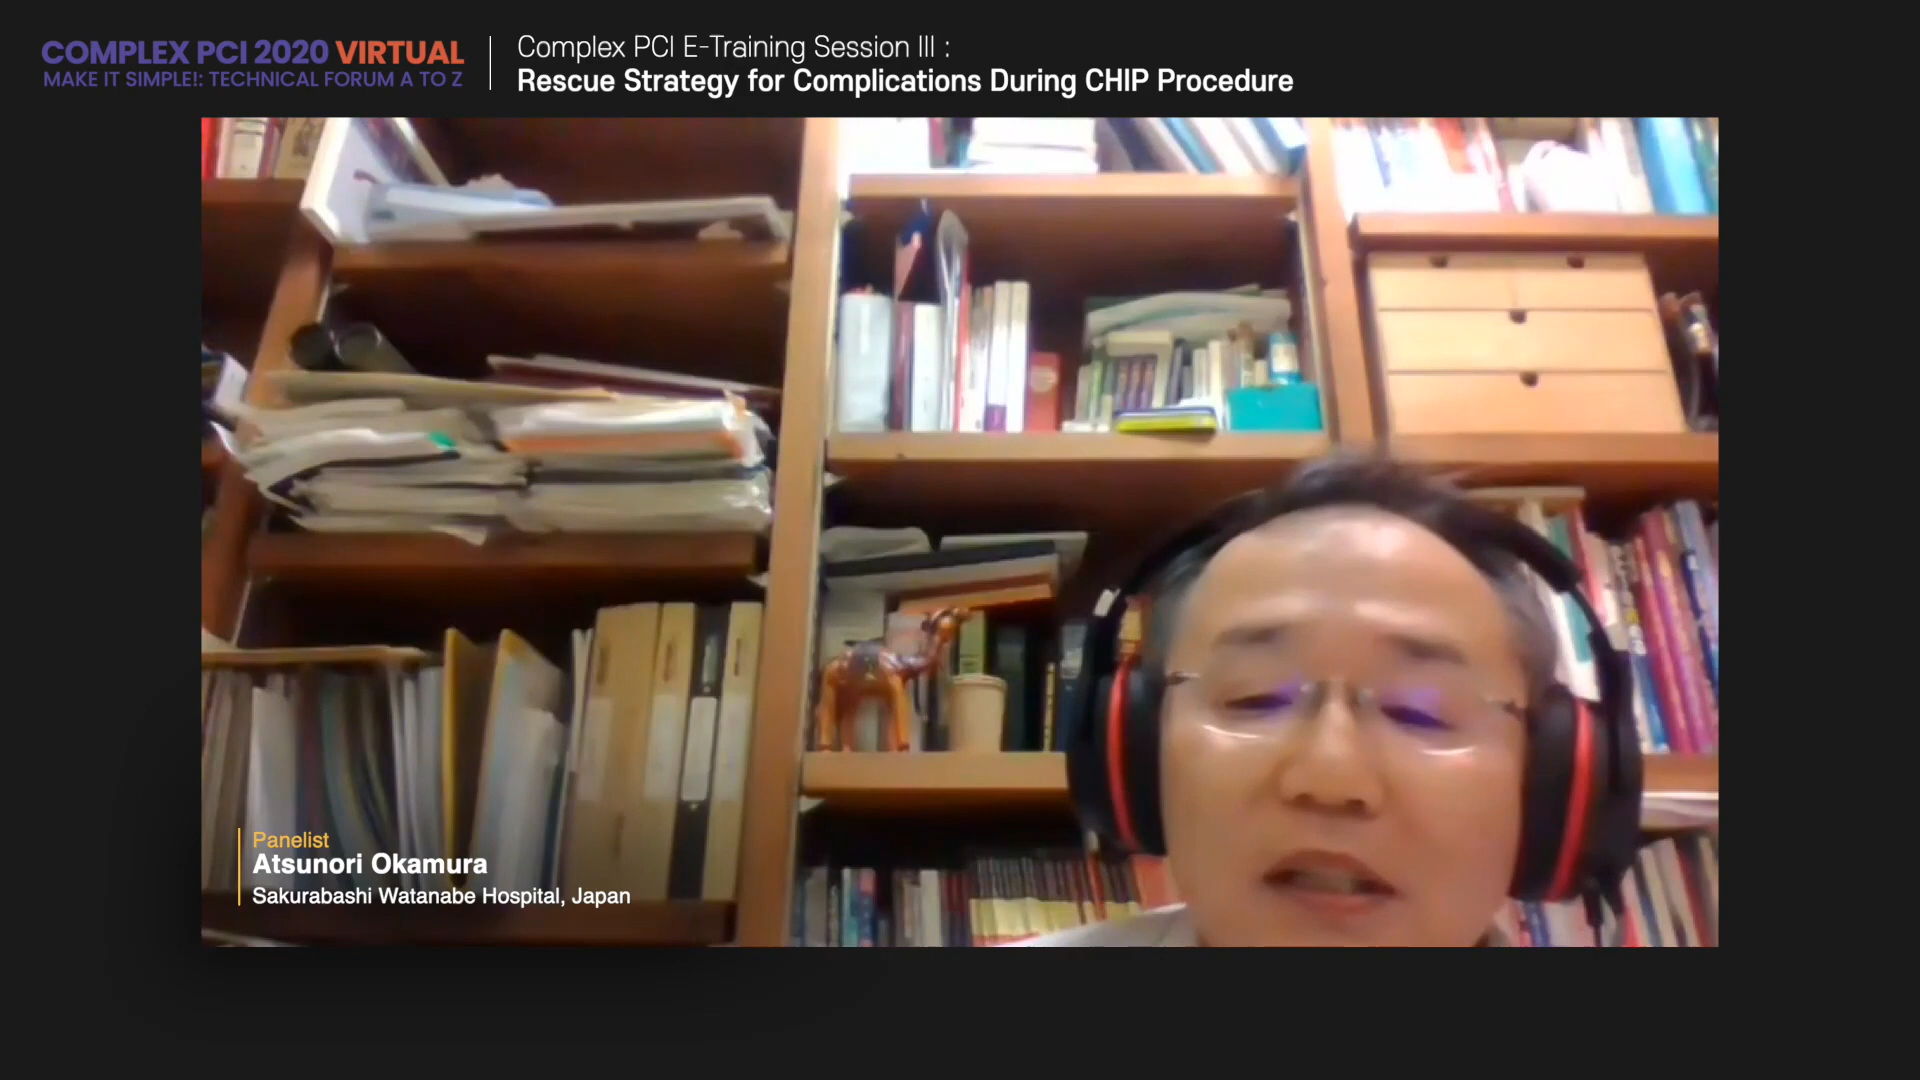 COMPLEX PCI 2020 VIRTUAL
MAKE IT SIMPLE!: TECHNICAL FORUM A TO Z
Complex PCI E-Training Session III :
Rescue Strategy for Complications During CHIP Procedure
Panelist
Atsunori Okamura
Sakurabashi Watanabe Hospital, Japan